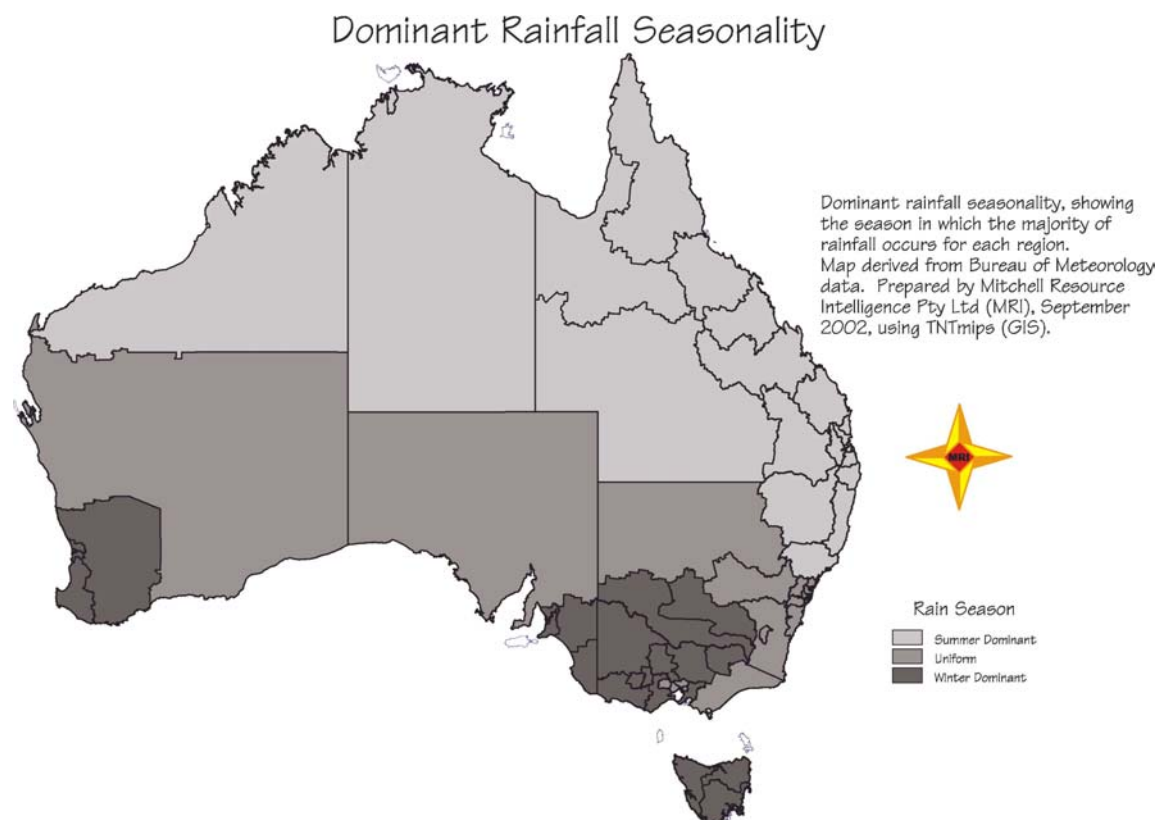 Dominant Rainfall Seasonality
Dominant rainfall seasonality, showing
the season in which the majority of
rainfall occurs for each region.
Map derived from Bureau of Meteorology
data. Prepared by Mitchell Resource
Intelligence Pty Ltd (MRI), September
2002, using TNTmips (GIS).
MRI
Rain Season
Summer Dominant
Uniform
Winter Dominant